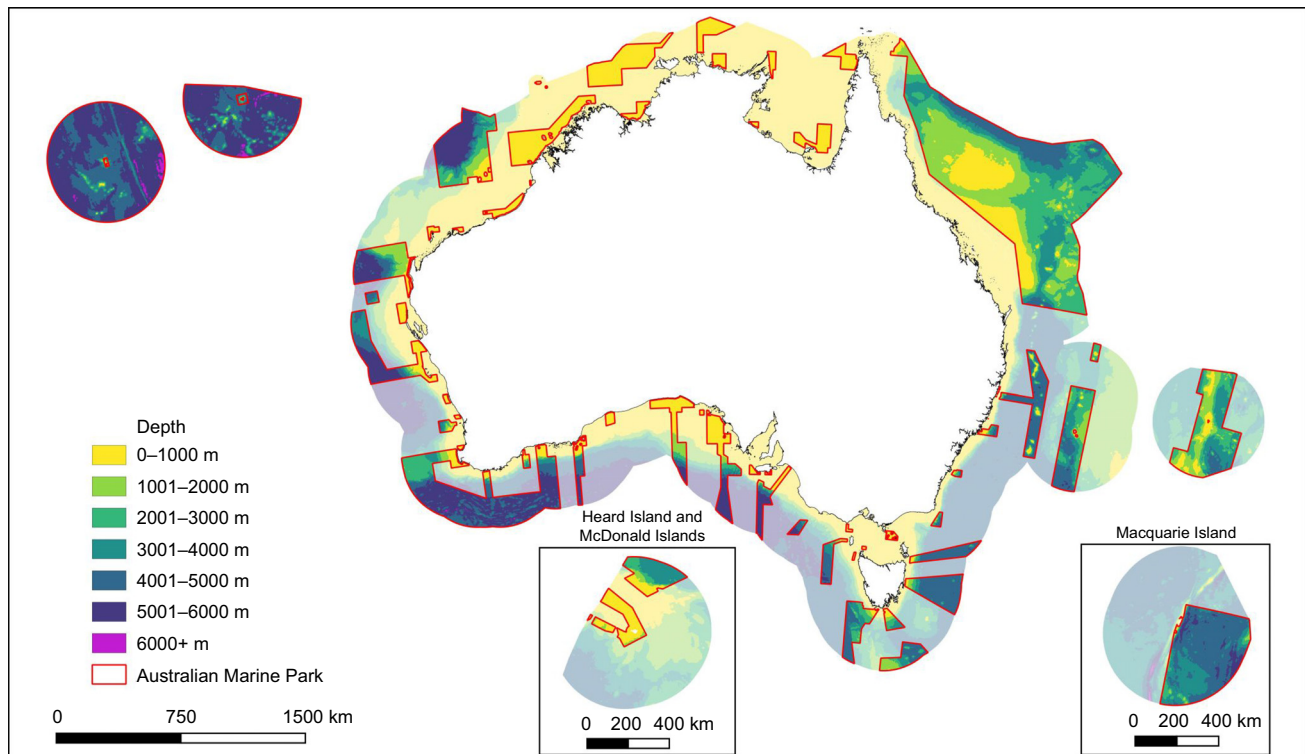 Depth
0–1000 m
1001–2000 m
2001–3000 m
3001–4000 m
4001–5000 m
5001–6000 m
6000+ m
Australian Marine Park
0 750 1500 km
Heard Island and
McDonald Islands
0 200 400 km
Macquarie Island
0 200 400 km